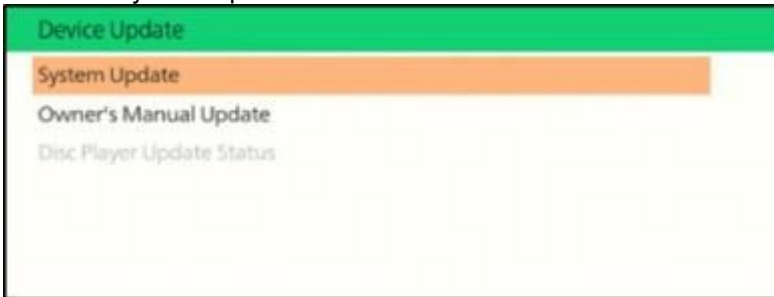 Device Update
System Update
Owner's Manual Update
Disc Player Update Status